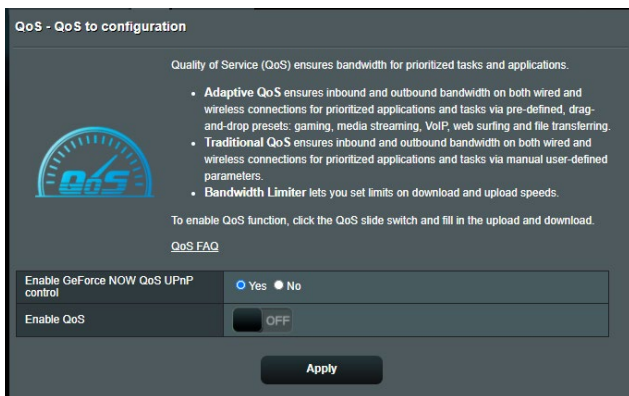 QoS - QoS to configuration
Quality of Service (QoS) ensures bandwidth for prioritized tasks and applications.
• Adaptive QoS ensures inbound and outbound bandwidth on both wired and
wireless connections for prioritized applications and tasks via pre-defined, drag-
and-drop presets: gaming, media streaming, VoIP, web surfing and file transferring.
• Traditional QoS ensures inbound and outbound bandwidth on both wired and
wireless connections for prioritized applications and tasks via manual user-defined
parameters.
• Bandwidth Limiter lets you set limits on download and upload speeds.
QoS
To enable QoS function, click the QoS slide switch and fill in the upload and download.
QoS FAQ
Enable GeForce NOW QoS UPnP
control
Yes No
Enable QoS
OFF
Apply